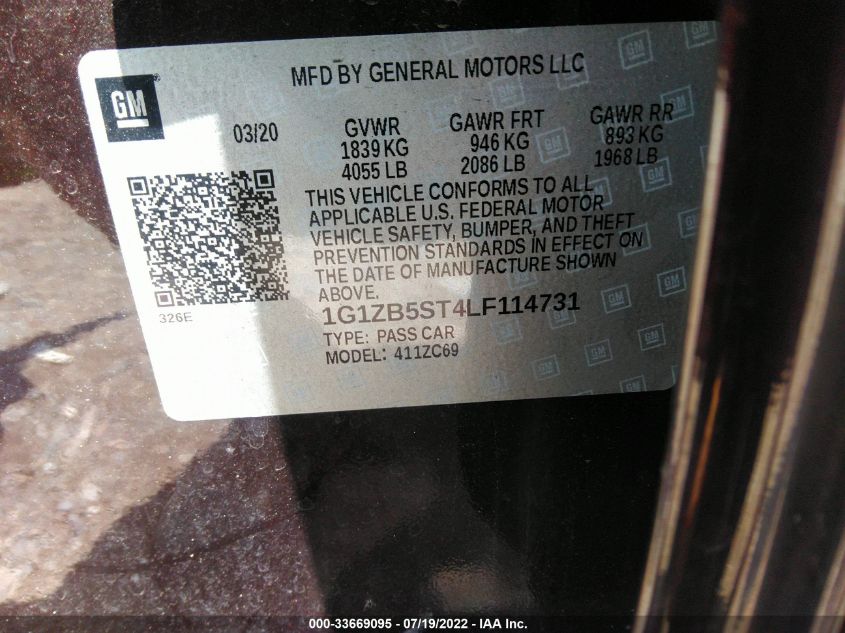 GM
MFD BY GENERAL MOTORS LLC
03/20
GVWR GAWR FRT GAWR RR
1839 KG 946 KG 893 KG
4055 LB 2086 LB 1968 LB
THIS VEHICLE CONFORMS TO ALL
APPLICABLE U.S. FEDERAL MOTOR
VEHICLE SAFETY, BUMPER, AND THEFT
PREVENTION STANDARDS IN EFFECT ON
THE DATE OF MANUFACTURE SHOWN
ABOVE.
326E
1G1ZB5ST4LF114731
TYPE: PASS CAR
MODEL: 411ZC69
000-33669095 / 07/19/2022 - IAA Inc.